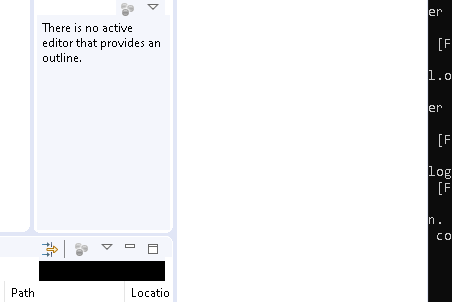 There is no active
editor that provides an
outline.
Path
Locatio
er
[F
l.o
er
[F
log
[F
n.
co